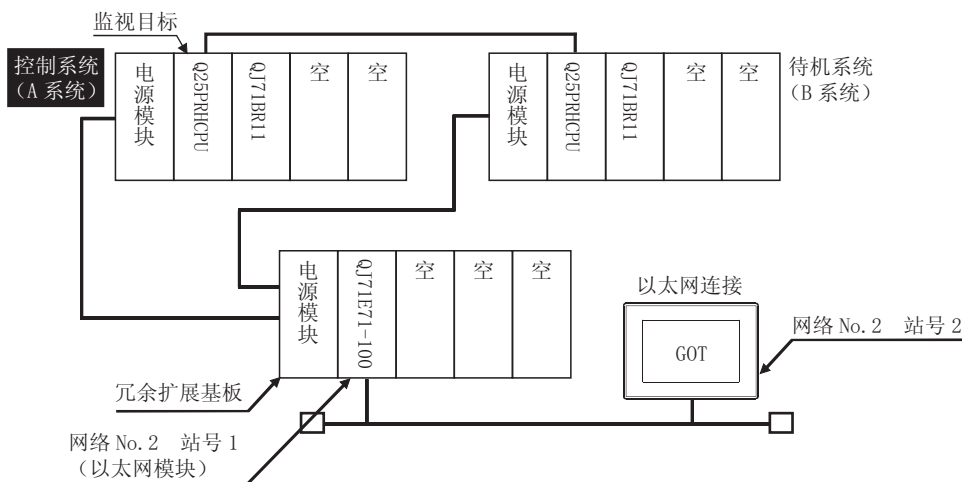 监视目标
控制系统
（A 系统）
电源模块
Q25PRHCPU
QJ71BR11
空
空
电源模块
Q25PRHCPU
QJ71BR11
空
空
待机系统
（B 系统）
电源模块
QJ71E71-100
空
空
空
以太网连接
GOT
网络 No.2 站号 2
冗余扩展基板
网络 No.2 站号 1
（以太网模块）